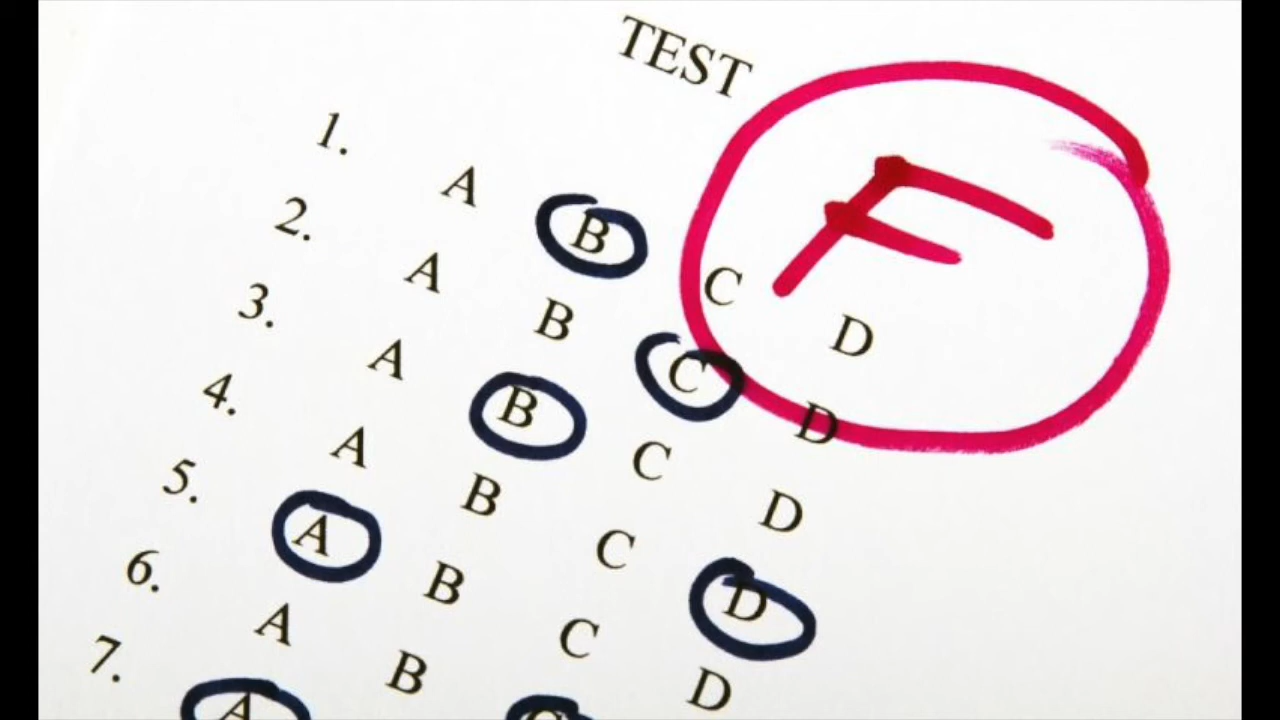 TEST
F
1. A B C D
2. A B C D
3. A B C D
4. A B C D
5. A B C D
6. A B C
7. A